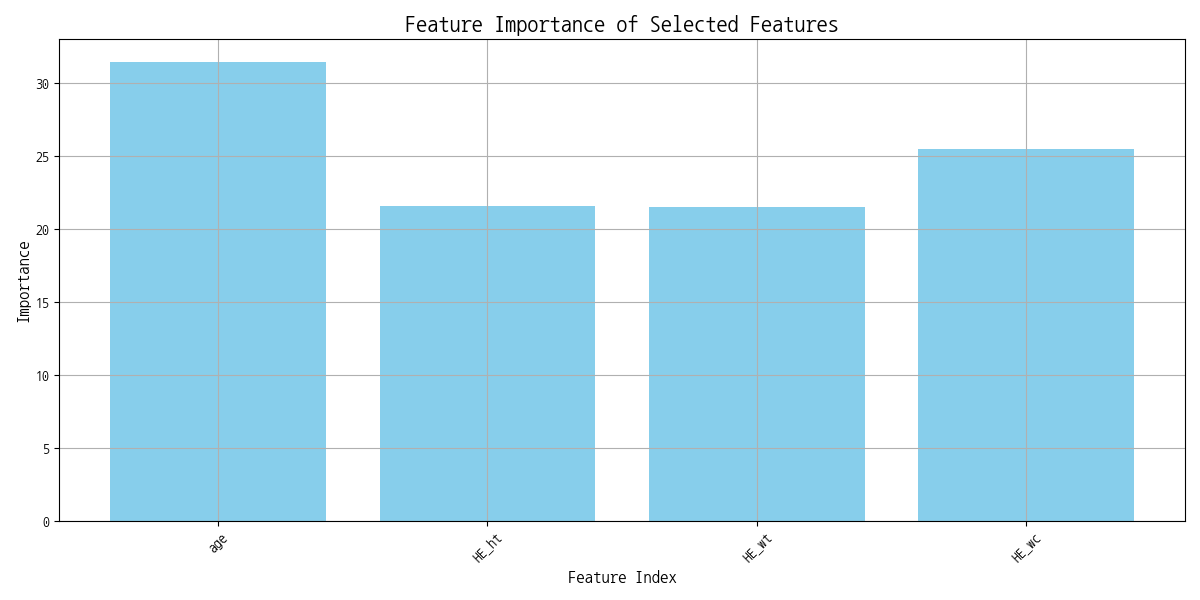 Feature Importance of Selected Features
30
25
20
15
10
5
0
Importance
age
HE_ht
HE_wt
HE_wc
Feature Index